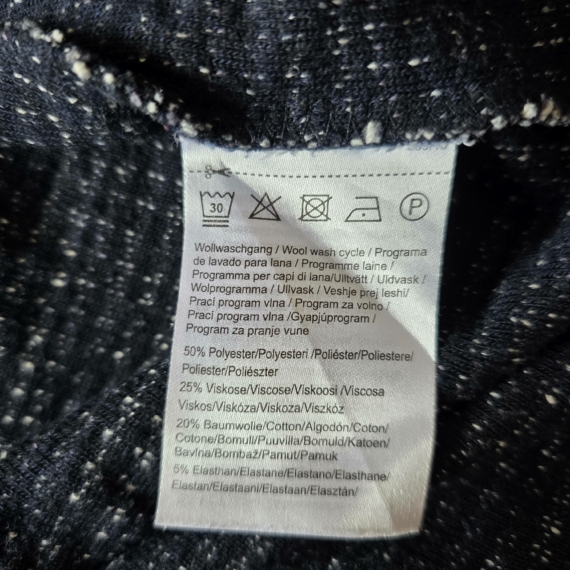 30
P
Wollwaschgang / Wool wash cycle / Programa
de lavado para lana / Programme laine /
Programma per capi di lana/Ulltvätt / Uldvask /
Wolprogramma / Ullvask / Veshje prej leshi/
Prací program vlna / Program za volno /
Prací program vlna /Gyapjúprogram /
Program za pranje vune
50% Polyester/Polyesteri /Poliéster/Poliestere/
Poliester/Poliészter
25% Viskose/Viscose/Viskoosi /Viscosa
Viskos/Viskóza/Viskoza/Viszkóz
20% Baumwolle/Cotton/Algodón/Coton/
Cotone/Bomull/Puuvilla/Bomuld/Katoen/
Bavlna/Bombaž/Pamut/Pamuk
5% Elasthan/Elastane/Elastano/Elasthane/
Elastan/Elastaani/Elastaan/Elasztán/